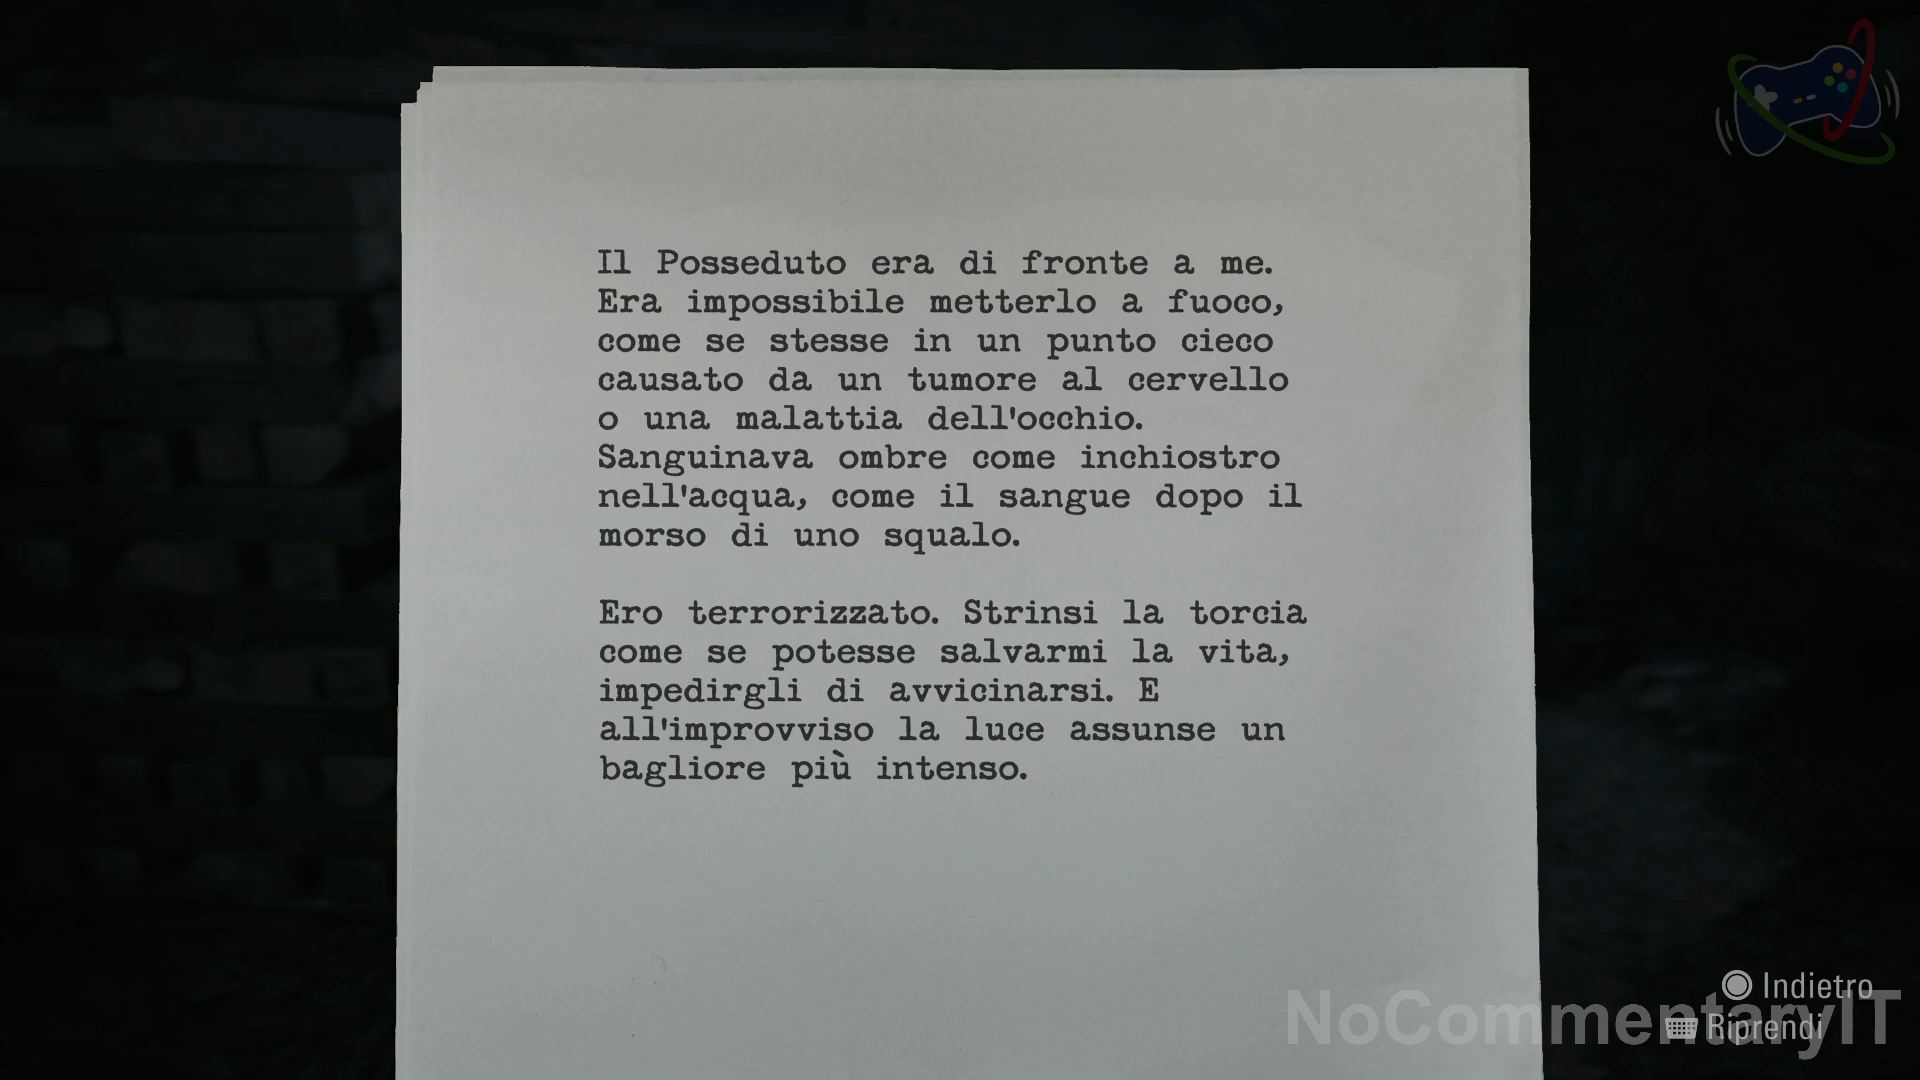 Il Posseduto era di fronte a me.
Era impossibile metterlo a fuoco,
come se stesse in un punto cieco
causato da un tumore al cervello
o una malattia dell'occhio.
Sanguinava ombre come inchiostro
nell'acqua, come il sangue dopo il
morso di uno squalo.
Ero terrorizzato. Strinsi la torcia
come se potesse salvarmi la vita,
impedirgli di avvicinarsi. E
all'improvviso la luce assunse un
bagliore più intenso.
Indietro
NoCommentaryIT
Riprendi